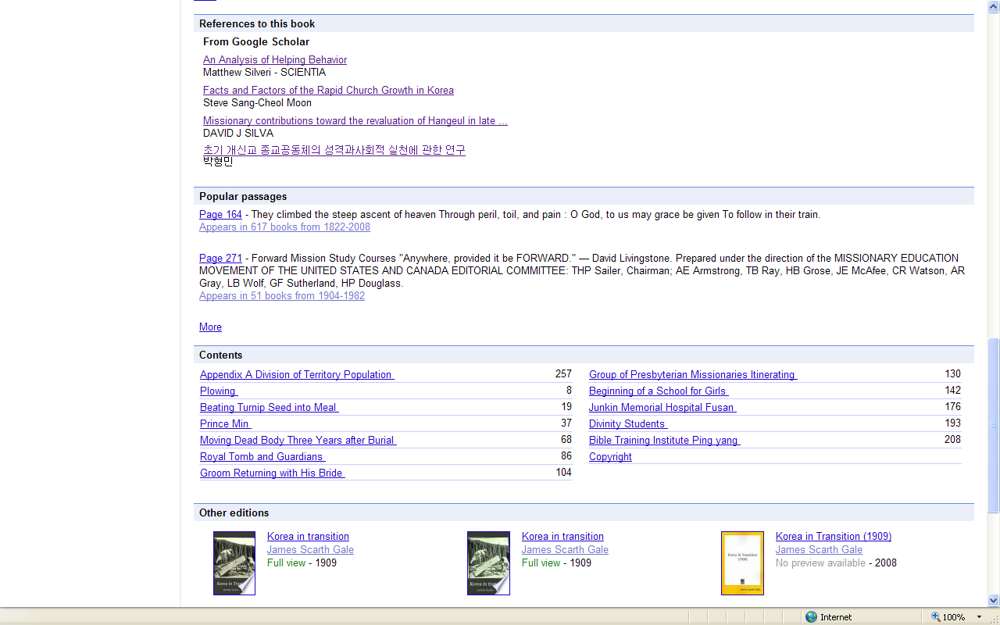 References to this book
From Google Scholar
An Analysis of Helping Behavior
Matthew Silveri - SCIENTIA
Facts and Factors of the Rapid Church Growth in Korea
Steve Sang-Cheol Moon
Missionary contributions toward the revaluation of Hangeul in late ...
DAVID J SILVA
초기 개신교 종교공동체의 성격과사회적 실천에 관한 연구
박형민
Popular passages
Page 164 - They climbed the steep ascent of heaven Through peril, toil, and pain : O God, to us may grace be given To follow in their train.
Appears in 617 books from 1822-2008
Page 271 - Forward Mission Study Courses "Anywhere, provided it be FORWARD." — David Livingstone. Prepared under the direction of the MISSIONARY EDUCATION
MOVEMENT OF THE UNITED STATES AND CANADA EDITORIAL COMMITTEE: THP Sailer, Chairman; AE Armstrong, TB Ray, HB Grose, JE McAfee, CR Watson, AR
Gray, LB Wolf, GF Sutherland, HP Douglass.
Appears in 51 books from 1904-1982
More
Contents
Appendix A Division of Territory Population 257
Plowing 8
Beating Turnip Seed into Meal 19
Prince Min 37
Moving Dead Body Three Years after Burial 68
Royal Tomb and Guardians 86
Groom Returning with His Bride 104
Group of Presbyterian Missionaries Itinerating 130
Beginning of a School for Girls 142
Junkin Memorial Hospital Fusan 176
Divinity Students 193
Bible Training Institute Ping yang 208
Copyright
Other editions
Korea in transition
James Scarth Gale
Full view - 1909
Korea in transition
James Scarth Gale
Full view - 1909
Korea in Transition
(1909)
Korea in Transition (1909)
James Scarth Gale
No preview available - 2008
Internet
100%